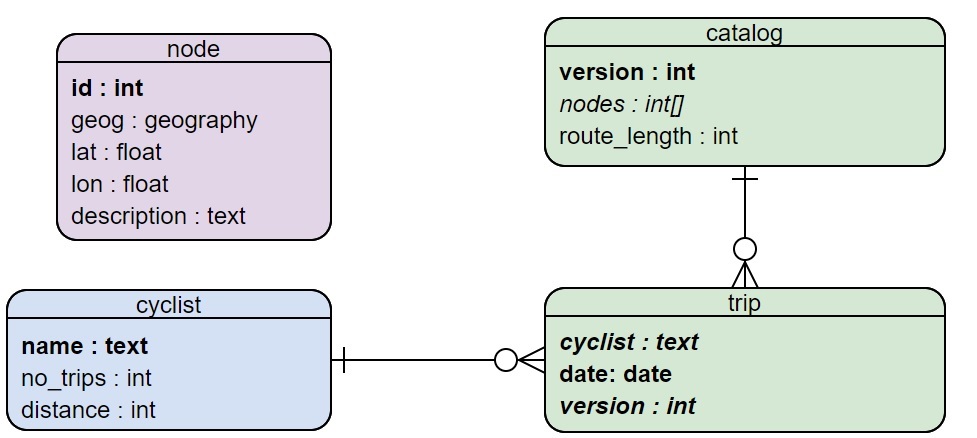 node
id : int
geog : geography
lat : float
lon : float
description : text
catalog
version : int
nodes : int[]
route_length : int
cyclist
name : text
no_trips : int
distance : int
trip
cyclist : text
date: date
version : int